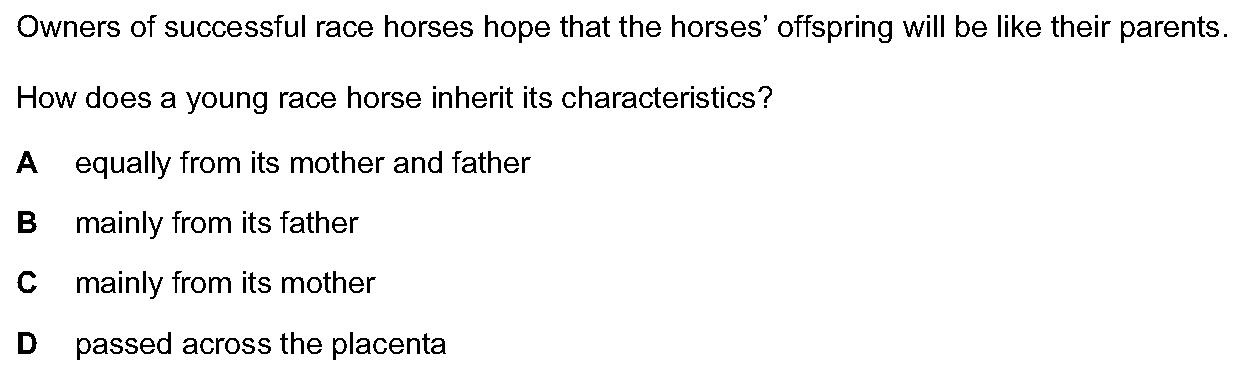 Owners of successful race horses hope that the horses’ offspring will be like their parents.
How does a young race horse inherit its characteristics?
A equally from its mother and father
B mainly from its father
C mainly from its mother
D passed across the placenta